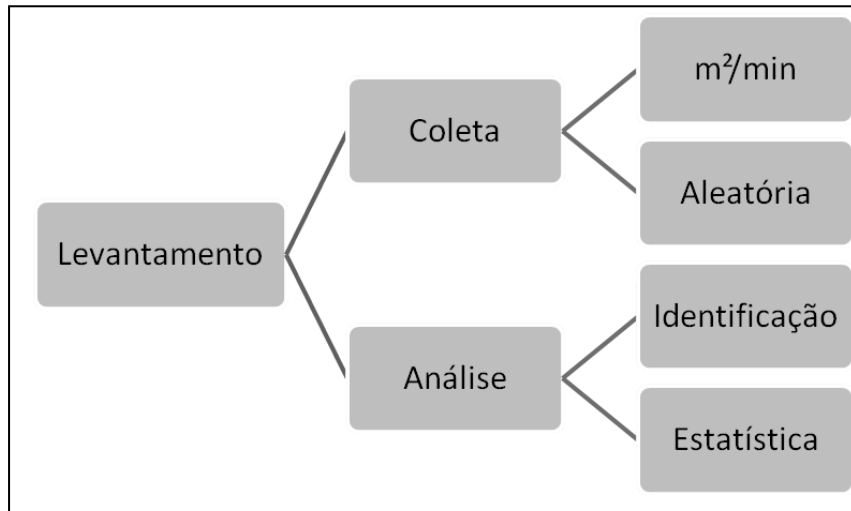 Levantamento
Coleta
m²/min
Aleatória
Análise
Identificação
Estatística